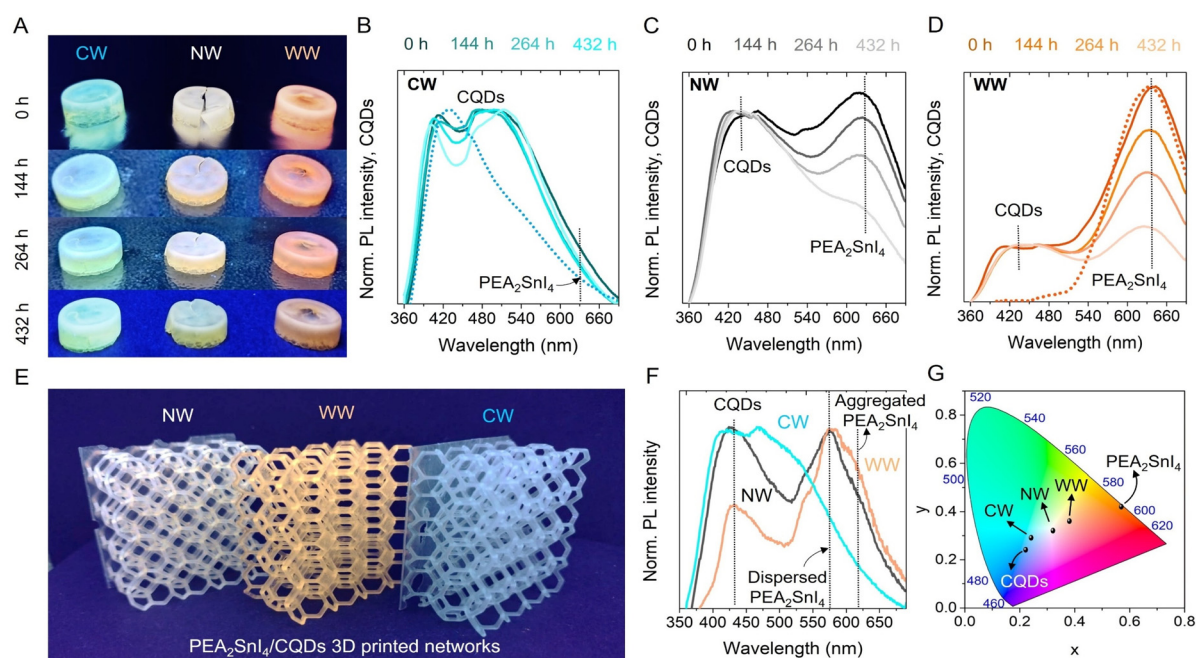 A
CW NW WW
0 h
144 h
264 h
432 h
B
0 h 144 h 264 h 432 h
CW
CQDs
PEA₂SnI₄
Norm. PL intensity, CQDs
360 420 480 540 600 660
Wavelength (nm)
C
0 h 144 h 264 h 432 h
NW
CQDs
PEA₂SnI₄
Norm. PL intensity, CQDs
360 420 480 540 600 660
Wavelength (nm)
D
0 h 144 h 264 h 432 h
WW
CQDs
PEA₂SnI₄
Norm. PL intensity, CQDs
360 420 480 540 600 660
Wavelength (nm)
E
NW WW CW
PEA₂SnI₄/CQDs 3D printed networks
F
CQDs
CW
Aggregated
PEA₂SnI₄
WW
NW
Dispersed
PEA₂SnI₄
Norm. PL intensity
350 400 450 500 550 600 650
Wavelength (nm)
G
0.8
0.6
0.4
0.2
0.0
y
520
540
560
500
580
600
620
480
460
PEA₂SnI₄
NW WW
CW
CQDs
0.0 0.2 0.4 0.6 0.8
x